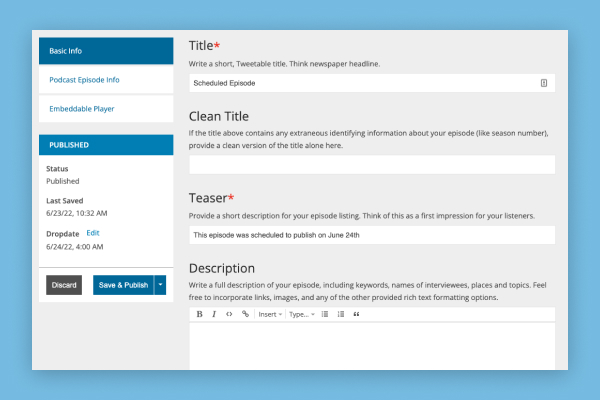 Basic Info
Podcast Episode Info
Embeddable Player
PUBLISHED
Status
Published
Last Saved
6/23/22, 10:32 AM
Dropdate Edit
6/24/22, 4:00 AM
Discard
Save & Publish
Title*
Write a short, Tweetable title. Think newspaper headline.
Scheduled Episode
Clean Title
If the title above contains any extraneous identifying information about your episode (like season number),
provide a clean version of the title alone here.
Teaser*
Provide a short description for your episode listing. Think of this as a first impression for your listeners.
This episode was scheduled to publish on June 24th
Description
Write a full description of your episode, including keywords, names of interviewees, places and topics. Feel
free to incorporate links, images, and any of the other provided rich text formatting options.
B I Insert Type...